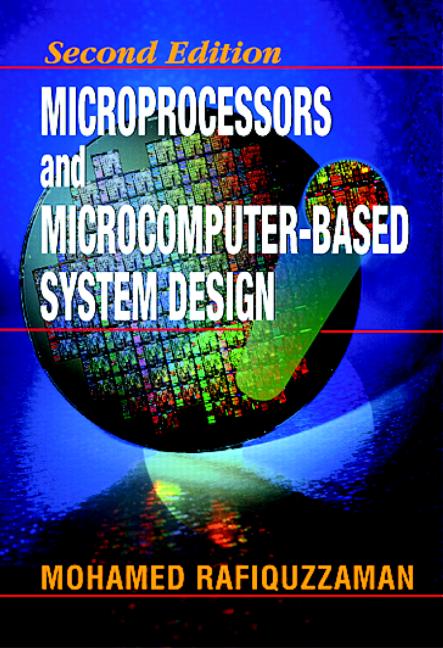 Second Edition
MICROPROCESSORS
and
MICROCOMPUTER-BASED
SYSTEM DESIGN
MOHAMED RAFIQUZZAMAN